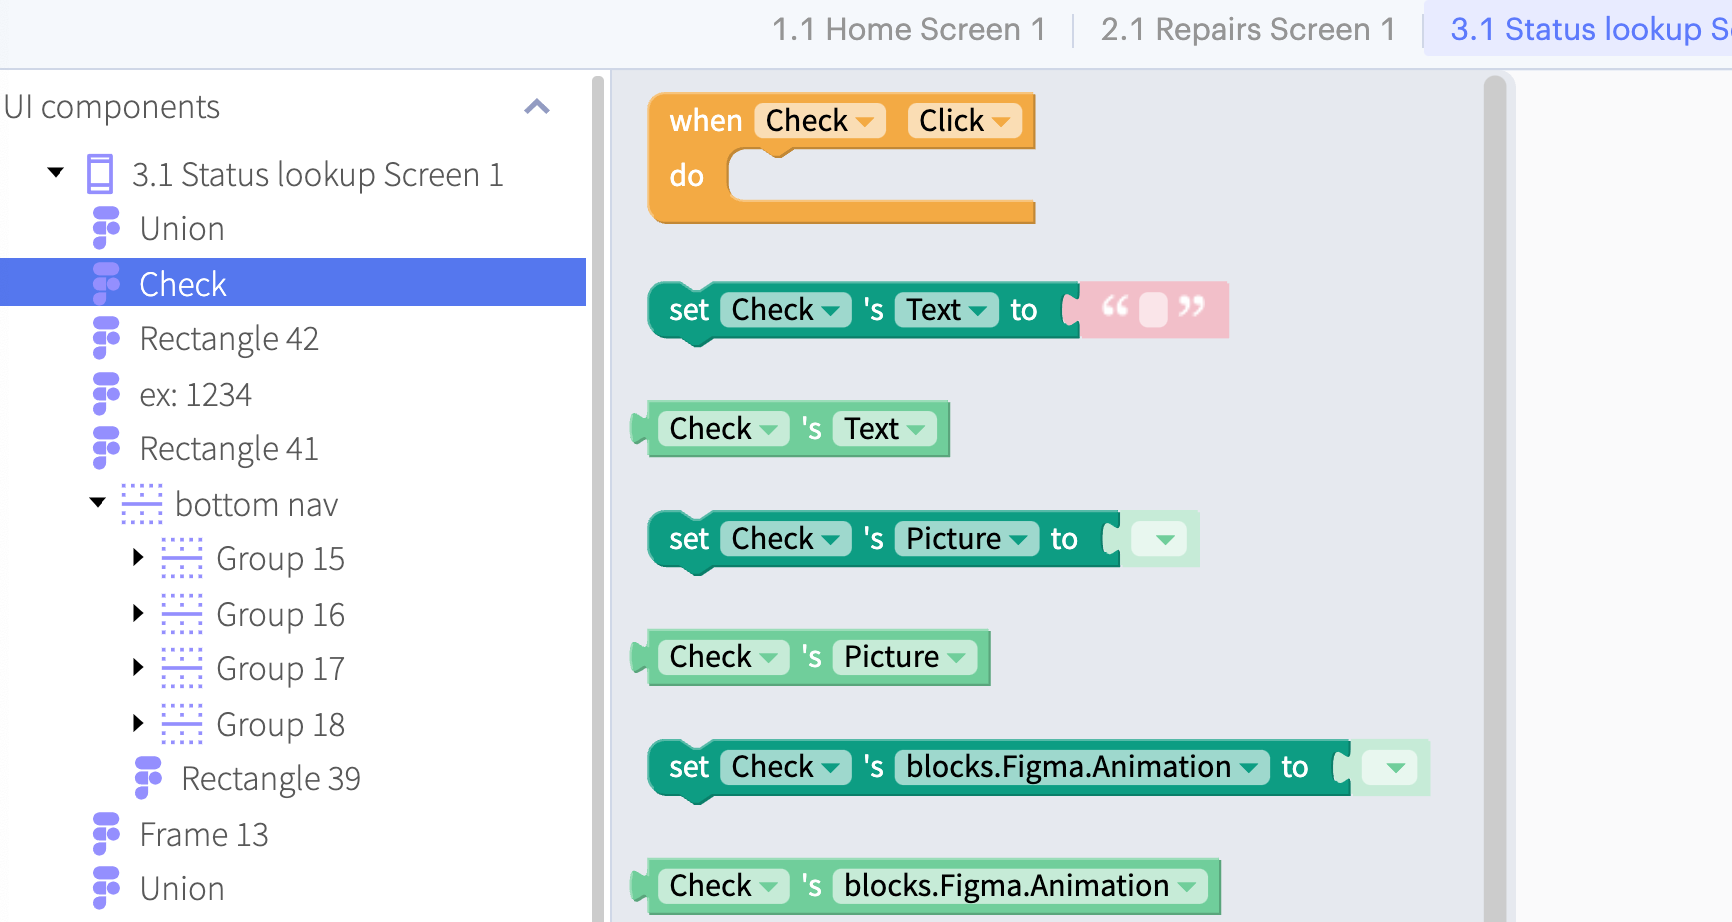 1.1 Home Screen 1
2.1 Repairs Screen 1
3.1 Status lookup
UI components
3.1 Status lookup Screen 1
Union
Check
Rectangle 42
ex: 1234
Rectangle 41
bottom nav
Group 15
Group 16
Group 17
Group 18
Rectangle 39
Frame 13
Union
when Check Click
do
set Check 's Text to “ ”
Check 's Text
set Check 's Picture to
Check 's Picture
set Check 's blocks.Figma.Animation to
Check 's blocks.Figma.Animation